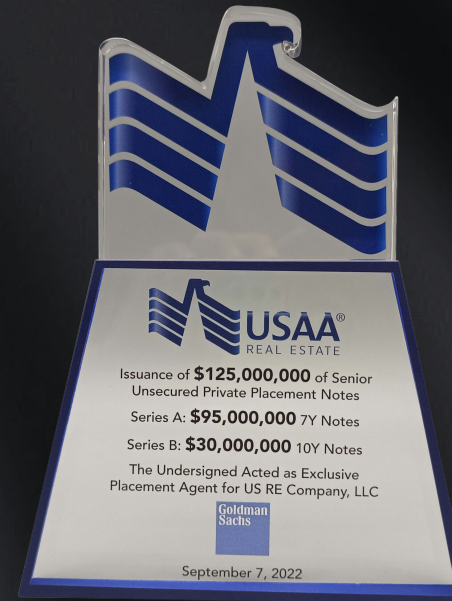 USAA®
REAL ESTATE
Issuance of $125,000,000 of Senior
Unsecured Private Placement Notes
Series A: $95,000,000 7Y Notes
Series B: $30,000,000 10Y Notes
The Undersigned Acted as Exclusive
Placement Agent for US RE Company, LLC
Goldman
Sachs
September 7, 2022